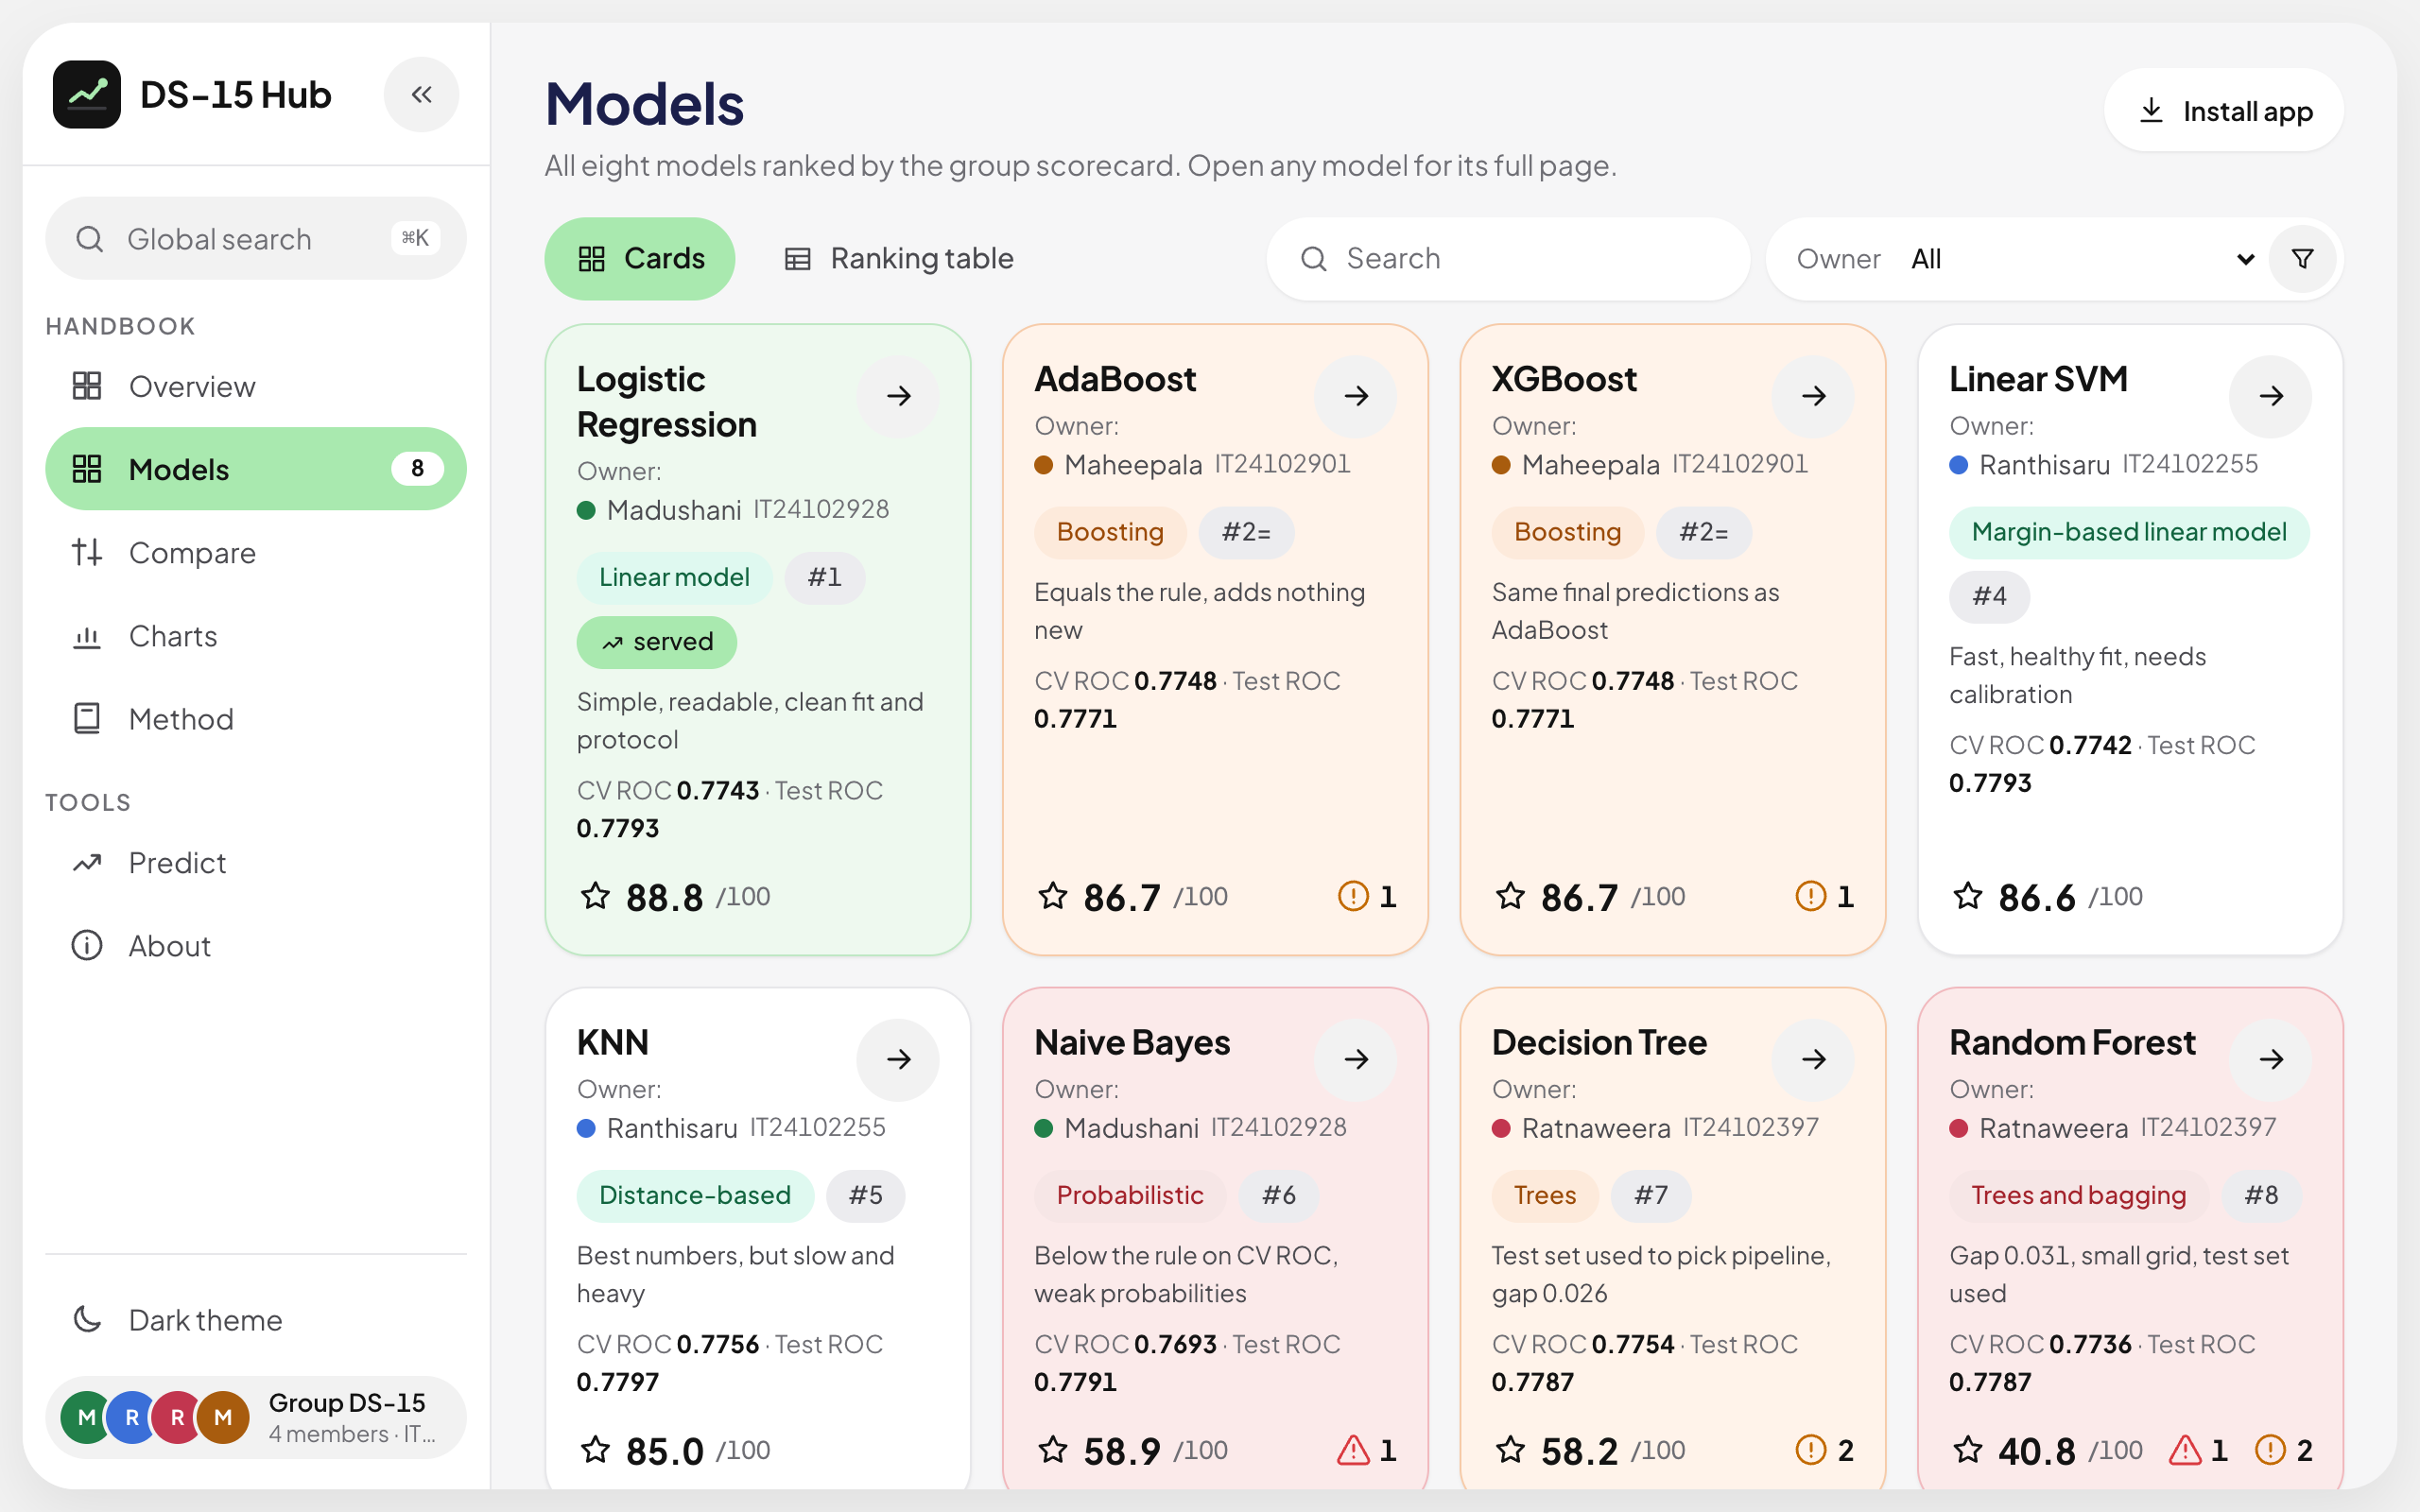 DS-15 Hub
Global search ⌘K
HANDBOOK
Overview
Models 8
Compare
Charts
Method
TOOLS
Predict
About
Dark theme
M R R M
Group DS-15
4 members · IT...
Models
All eight models ranked by the group scorecard. Open any model for its full page.
Install app
Cards
Ranking table
Search
Owner All
Logistic
Regression
Owner:
Madushani IT24102928
Linear model #1
served
Simple, readable, clean fit and
protocol
CV ROC 0.7743 · Test ROC
0.7793
88.8 /100
AdaBoost
Owner:
Maheepala IT24102901
Boosting #2=
Equals the rule, adds nothing
new
CV ROC 0.7748 · Test ROC
0.7771
86.7 /100 1
XGBoost
Owner:
Maheepala IT24102901
Boosting #2=
Same final predictions as
AdaBoost
CV ROC 0.7748 · Test ROC
0.7771
86.7 /100 1
Linear SVM
Owner:
Ranthisaru IT24102255
Margin-based linear model
#4
Fast, healthy fit, needs
calibration
CV ROC 0.7742 · Test ROC
0.7793
86.6 /100
KNN
Owner:
Ranthisaru IT24102255
Distance-based #5
Best numbers, but slow and
heavy
CV ROC 0.7756 · Test ROC
0.7797
85.0 /100
Naive Bayes
Owner:
Madushani IT24102928
Probabilistic #6
Below the rule on CV ROC,
weak probabilities
CV ROC 0.7693 · Test ROC
0.7791
58.9 /100 1
Decision Tree
Owner:
Ratnaweera IT24102397
Trees #7
Test set used to pick pipeline,
gap 0.026
CV ROC 0.7754 · Test ROC
0.7787
58.2 /100 2
Random Forest
Owner:
Ratnaweera IT24102397
Trees and bagging #8
Gap 0.031, small grid, test set
used
CV ROC 0.7736 · Test ROC
0.7787
40.8 /100 1 2